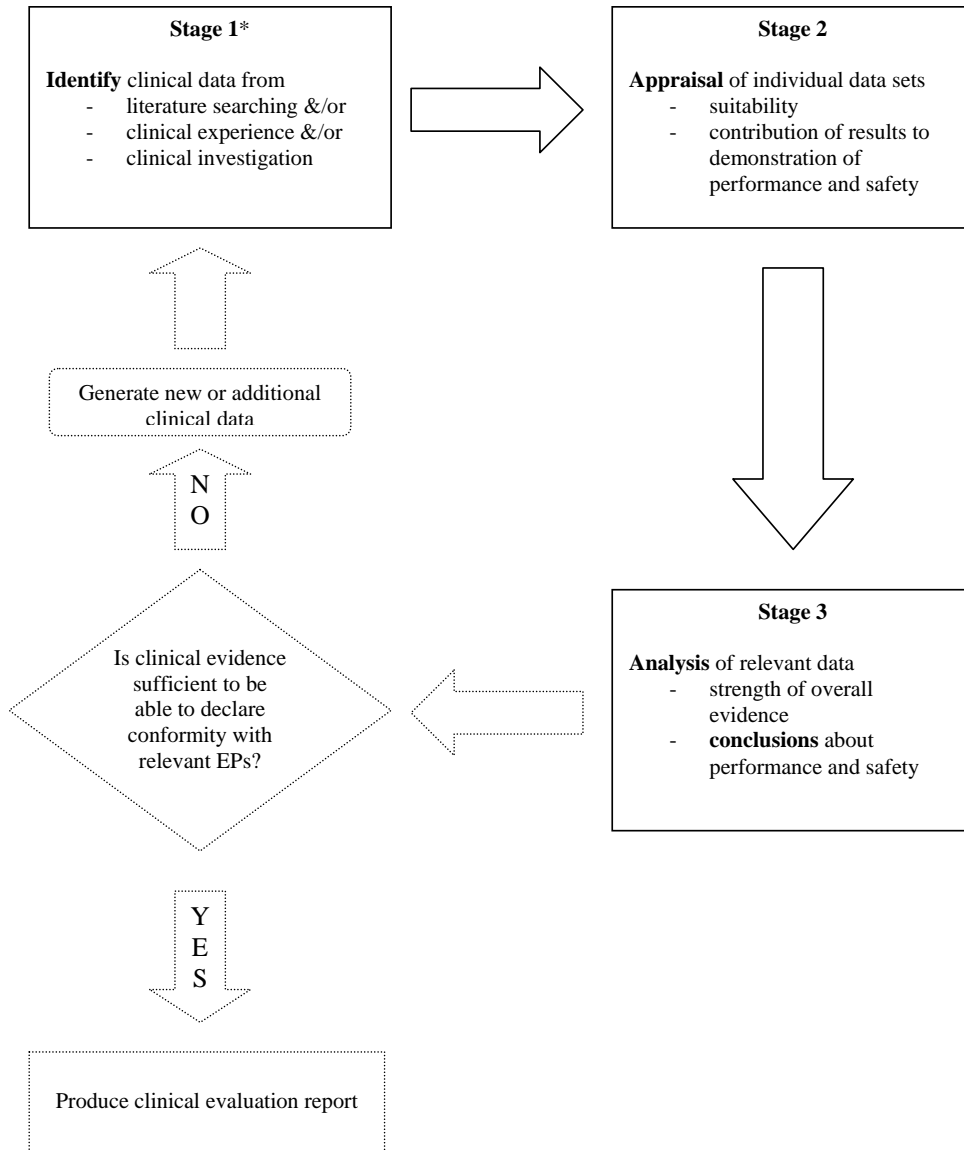 Stage 1*
Identify clinical data from
- literature searching &/or
- clinical experience &/or
- clinical investigation
Stage 2
Appraisal of individual data sets
- suitability
- contribution of results to
demonstration of
performance and safety
Stage 3
Analysis of relevant data
- strength of overall
evidence
- conclusions about
performance and safety
Is clinical evidence
sufficient to be
able to declare
conformity with
relevant EPs?
N
O
Generate new or additional
clinical data
Y
E
S
Produce clinical evaluation report